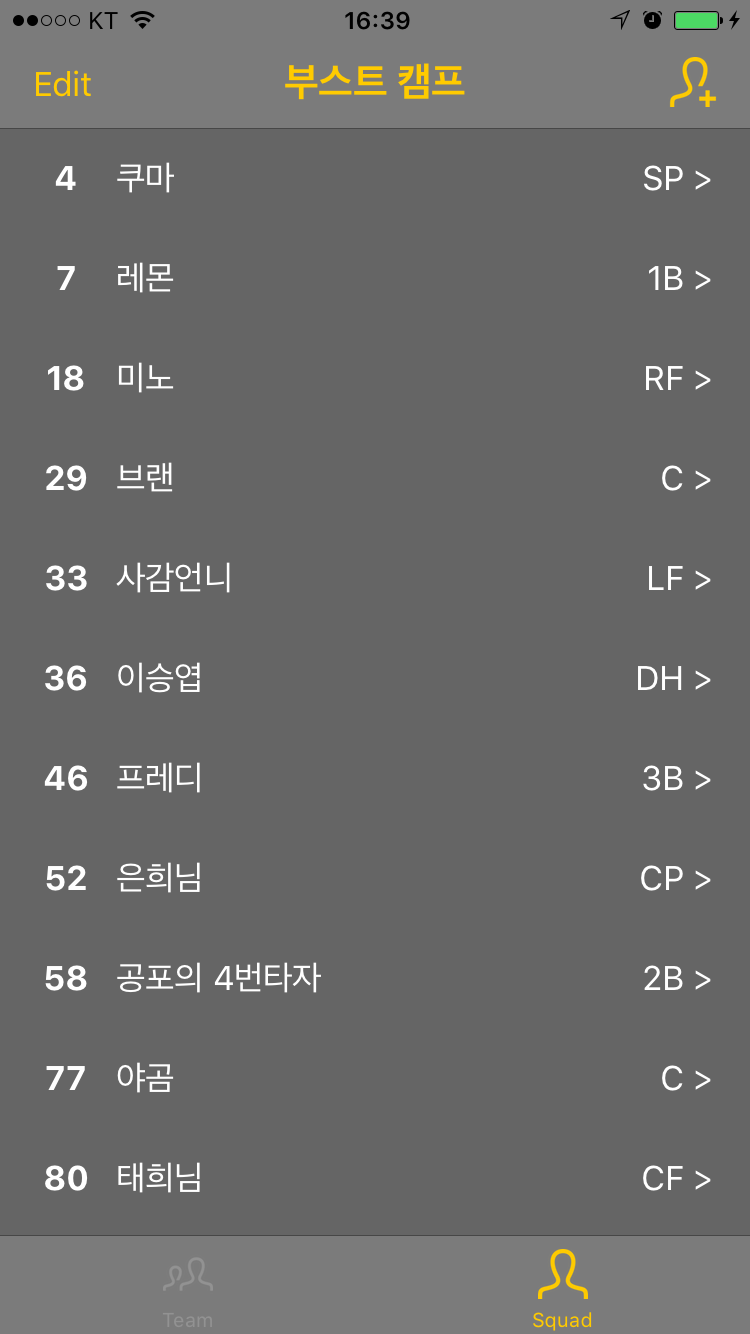 KT 16:39
Edit 부스트 캠프
4 쿠마 SP >
7 레몬 1B >
18 미노 RF >
29 브랜 C >
33 사감언니 LF >
36 이승엽 DH >
46 프레디 3B >
52 은희님 CP >
58 공포의 4번타자 2B >
77 야곰 C >
80 태희님 CF >
Team Squad